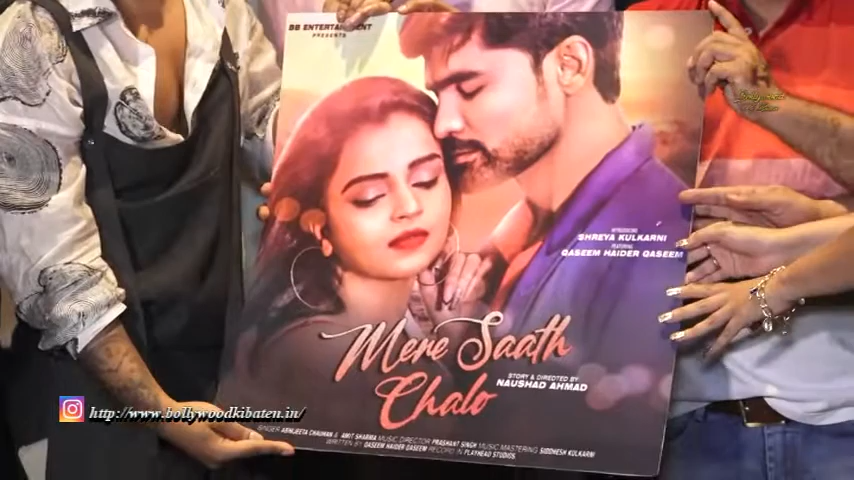 BB ENTERTAINMENT
PRESENTS
INTRODUCING
SHREYA KULKARNI
FEATURING
QASEEM HAIDER QASEEM
Mere Saath
Chalo
STORY & DIRECTED BY
NAUSHAD AHMAD
SINGER ABHIJEETA CHAUHAN & AMIT SHARMA MUSIC DIRECTOR PRASHANT SINGH MUSIC MASTERING SIDDHESH KULKARNI
WRITTEN BY QASEEM HAIDER QASEEM RECORD IN PLAYHEAD STUDIOS
http://www.bollywoodkibaten.in/